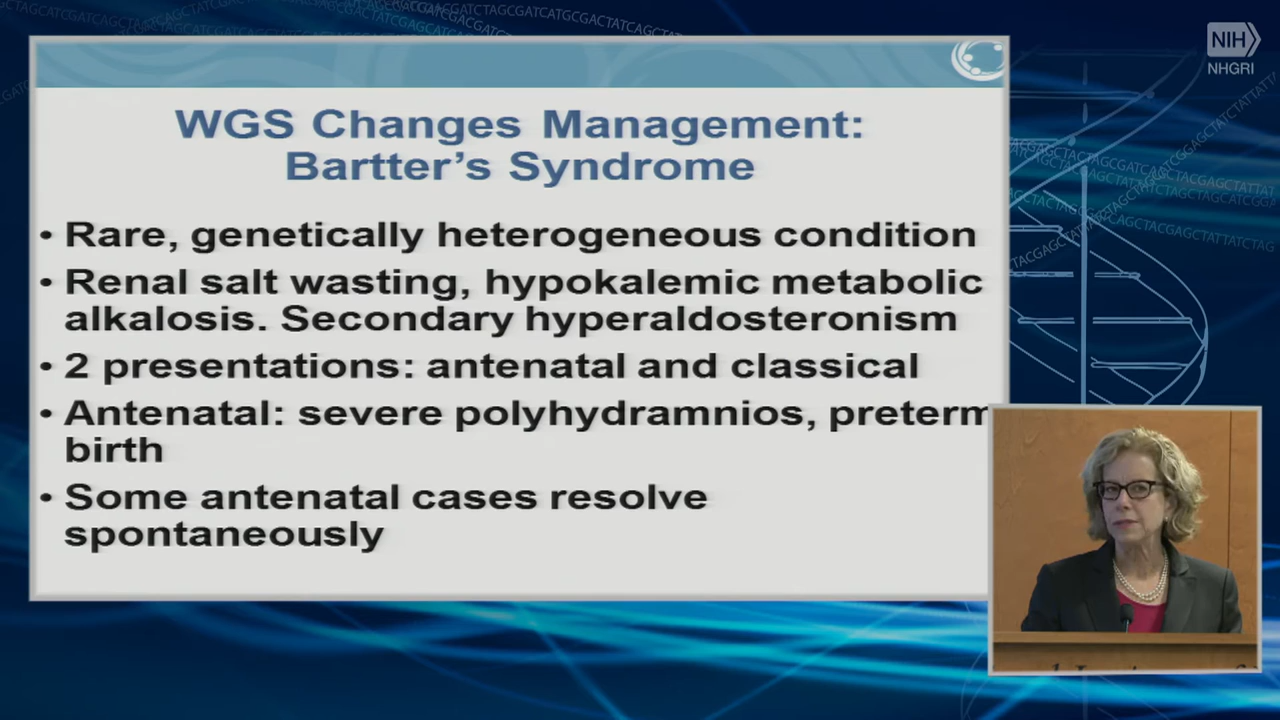 NIH
NHGRI
WGS Changes Management:
Bartter's Syndrome
• Rare, genetically heterogeneous condition
• Renal salt wasting, hypokalemic metabolic
alkalosis. Secondary hyperaldosteronism
• 2 presentations: antenatal and classical
• Antenatal: severe polyhydramnios, preterm
birth
• Some antenatal cases resolve
spontaneously